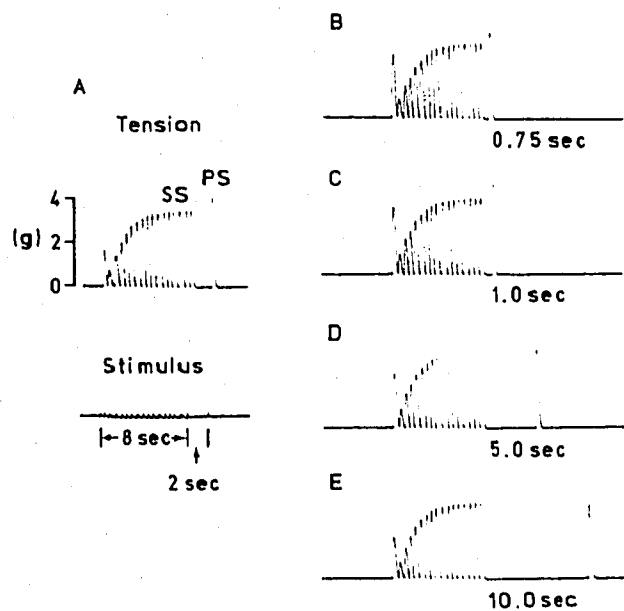 A
Tension
4
(g) 2
0
SS
PS
Stimulus
8 sec
2 sec
B
0.75 sec
C
1.0 sec
D
5.0 sec
E
10.0 sec